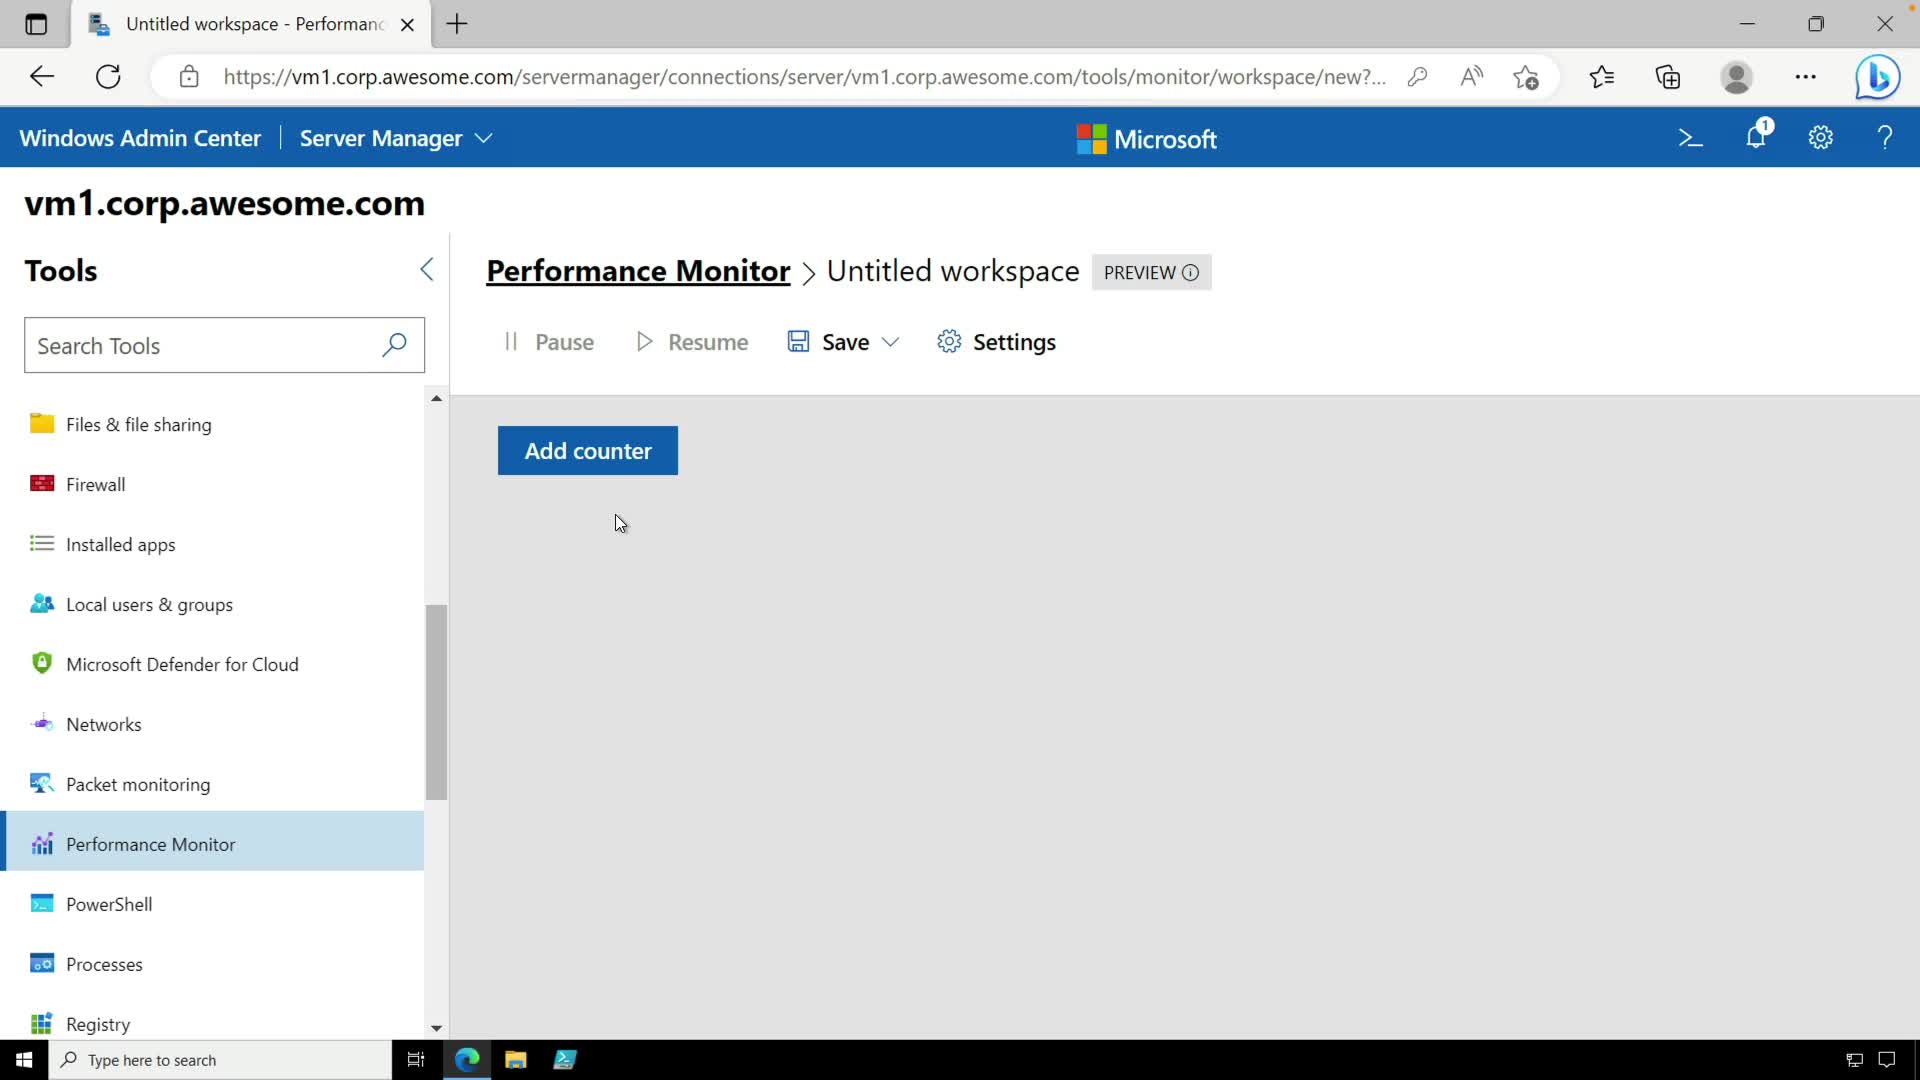 Untitled workspace - Performanc
https://vm1.corp.awesome.com/servermanager/connections/server/vm1.corp.awesome.com/tools/monitor/workspace/new?...
Windows Admin Center
Server Manager
Microsoft
1
vm1.corp.awesome.com
Tools
Performance Monitor > Untitled workspace
PREVIEW
Search Tools
Pause
Resume
Save
Settings
Add counter
Files & file sharing
Firewall
Installed apps
Local users & groups
Microsoft Defender for Cloud
Networks
Packet monitoring
Performance Monitor
PowerShell
Processes
Registry
Type here to search